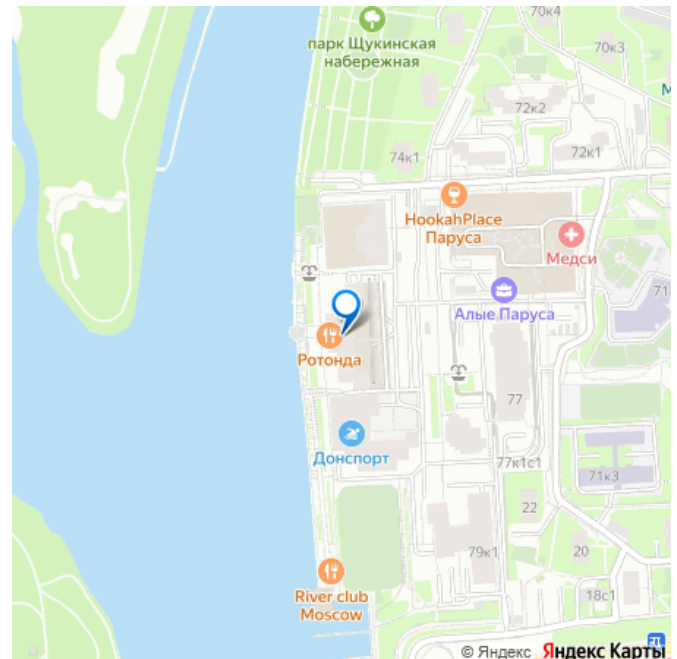 70к4
парк Щукинская
набережная
70к3
М
72к2
74к1
72к1
HookahPlace
Паруса
Медси
71
Алые Паруса
Ротонда
77
Донспорт
77к1с1
71к3
22
79к1
20
River club
Moscow
18с1
© Яндекс Яндекс Карты